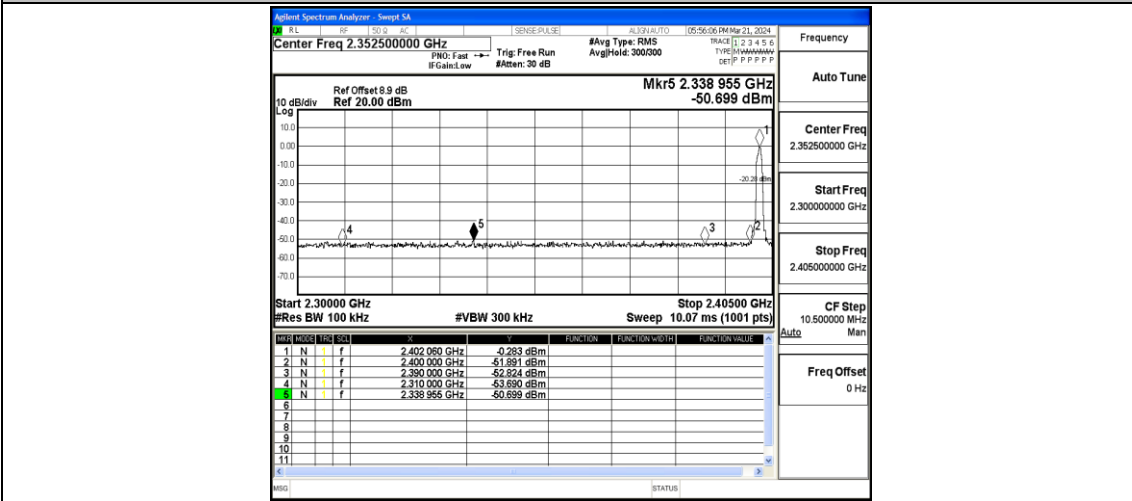 Agilent Spectrum Analyzer - Swept SA
RL RF 50 Ω AC SENSE:PULSE ALIGN AUTO 05:56:06 PM Mar 21, 2024
Center Freq 2.352500000 GHz
PNO: Fast Trig: Free Run
IFGain:Low #Atten: 30 dB
#Avg Type: RMS
Avg|Hold: 300/300
TRACE 1 2 3 4 5 6
TYPE M
DET P P P P P P
Frequency
Mkr5 2.338 955 GHz
-50.699 dBm
Ref Offset 8.9 dB
10 dB/div Ref 20.00 dBm
Log
10.0
0.00
-10.0
-20.0
-30.0
-40.0
-50.0
-60.0
-70.0
1
-20.28 dBm
4
5
3
2
Start 2.30000 GHz Stop 2.40500 GHz
#Res BW 100 kHz #VBW 300 kHz Sweep 10.07 ms (1001 pts)
MKR MODE TRC SCL X Y FUNCTION FUNCTION WIDTH FUNCTION VALUE
1 N 1 f 2.402 060 GHz -0.283 dBm
2 N 1 f 2.400 000 GHz -51.891 dBm
3 N 1 f 2.390 000 GHz -52.824 dBm
4 N 1 f 2.310 000 GHz -53.690 dBm
5 N 1 f 2.338 955 GHz -50.699 dBm
6
7
8
9
10
11
MSG STATUS
Auto Tune
Center Freq
2.352500000 GHz
Start Freq
2.300000000 GHz
Stop Freq
2.405000000 GHz
CF Step
10.500000 MHz
Auto Man
Freq Offset
0 Hz